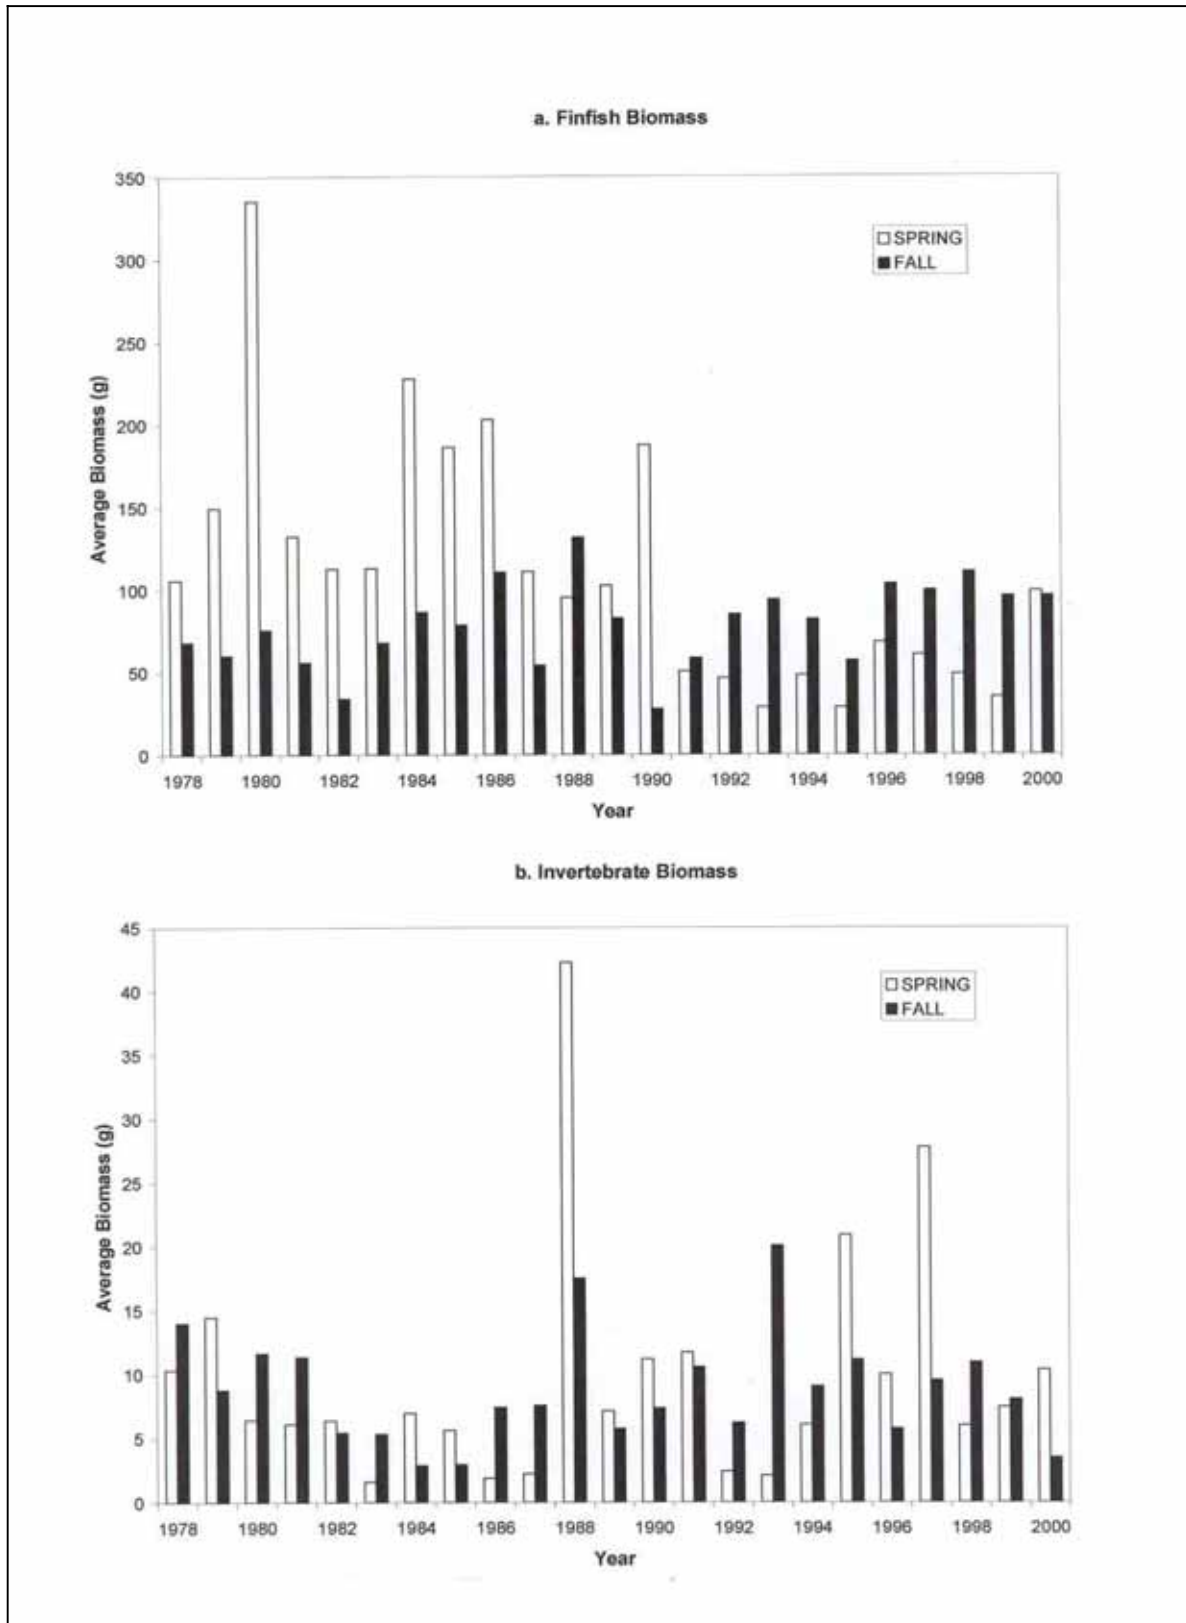 a. Finfish Biomass
350
300
250
200
150
100
50
0
Average Biomass (g)
SPRING
FALL
1978 1980 1982 1984 1986 1988 1990 1992 1994 1996 1998 2000
Year
b. Invertebrate Biomass
45
40
35
30
25
20
15
10
5
0
Average Biomass (g)
SPRING
FALL
1978 1980 1982 1984 1986 1988 1990 1992 1994 1996 1998 2000
Year